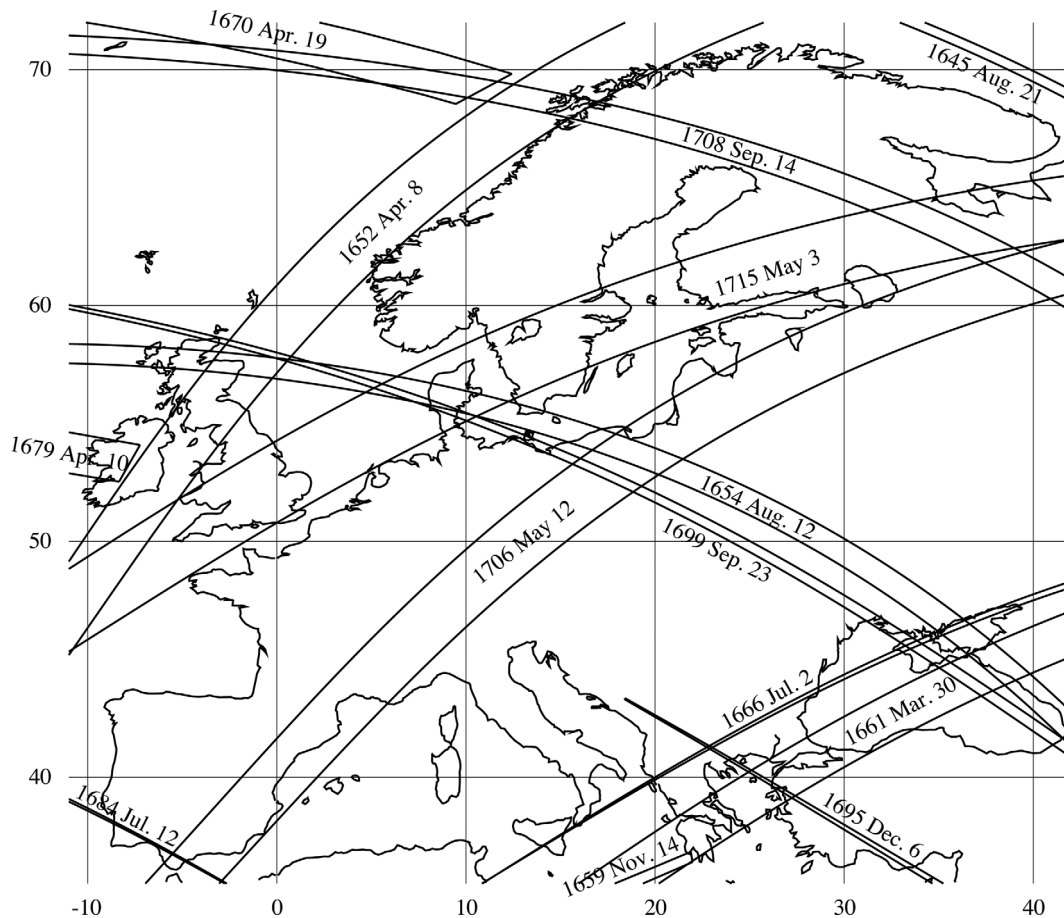 1670 Apr. 19
1645 Aug. 21
70
1708 Sep. 14
1652 Apr. 8
1715 May 3
60
1679 Apr. 10
1654 Aug. 12
1699 Sep. 23
1706 May 12
50
1666 Jul. 2
1661 Mar. 30
40
1684 Jul. 12
1695 Dec. 6
1659 Nov. 14
-10 0 10 20 30 40